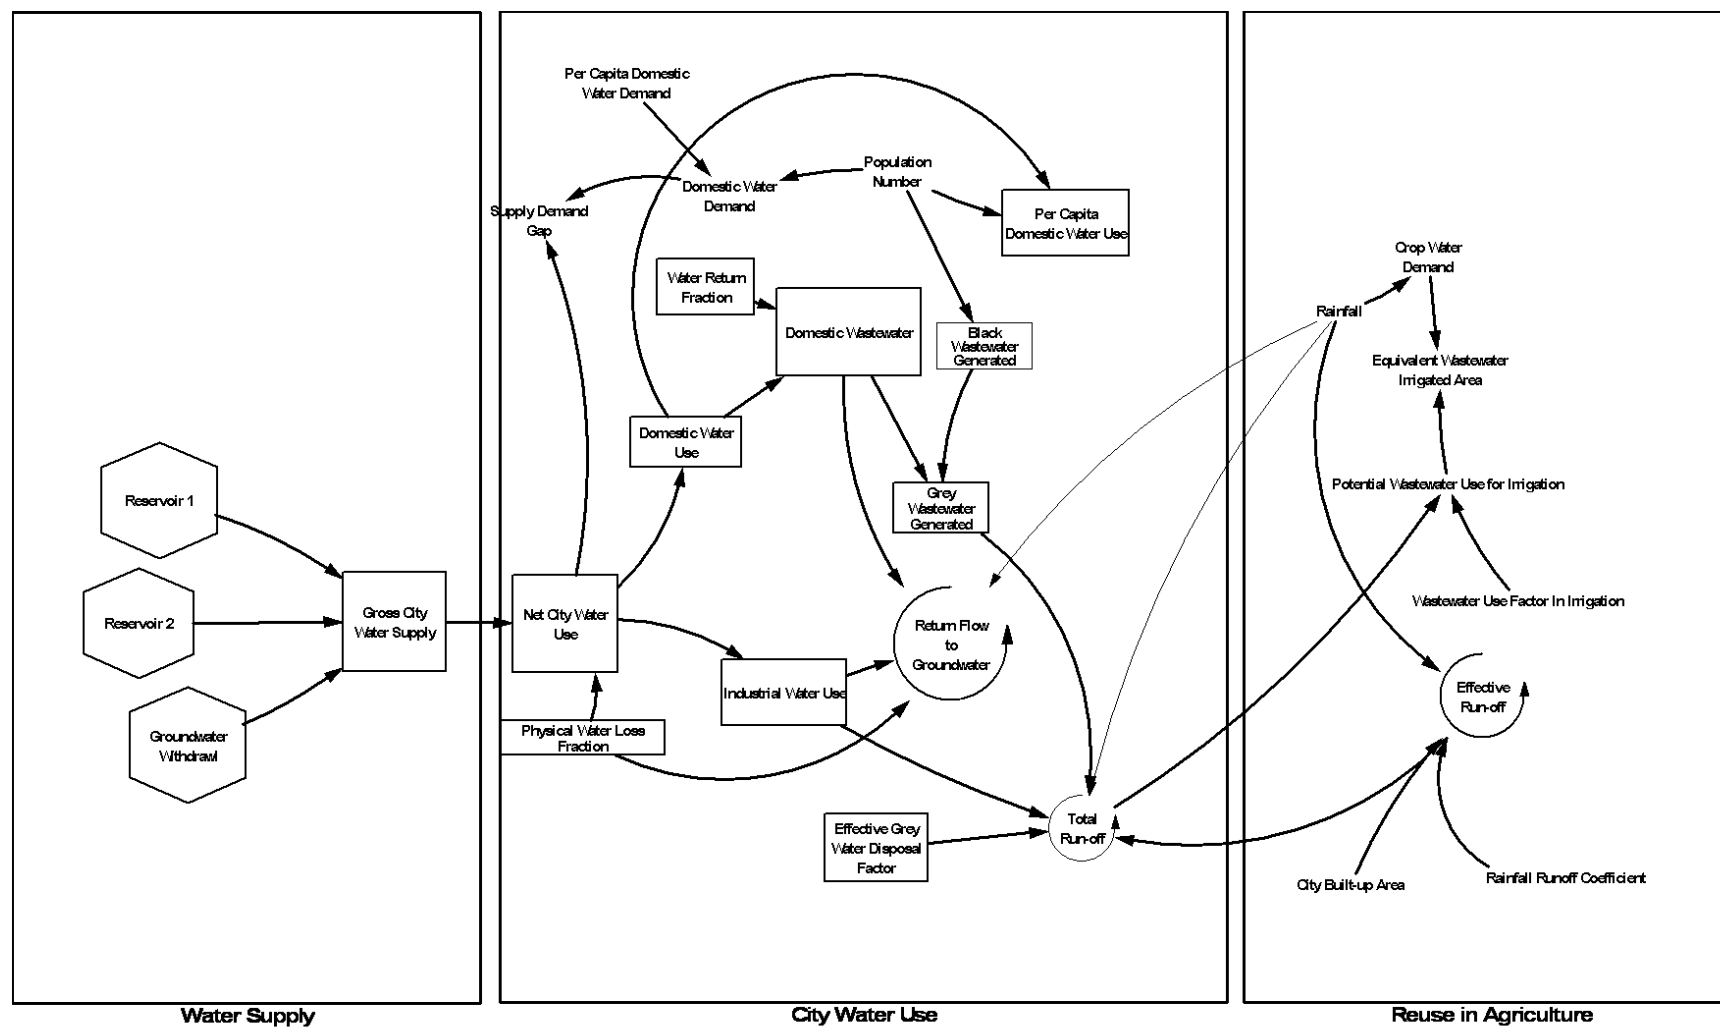 Per Capita Domestic
Water Demand
Population
Number
Domestic Water
Demand
Supply Demand
Gap
Per Capita
Domestic Water Use
Water Return
Fraction
Domestic Wastewater
Black
Wastewater
Generated
Domestic Water
Use
Grey
Wastewater
Generated
Reservoir 1
Reservoir 2
Groundwater
Withdrawl
Gross City
Water Supply
Net City Water
Use
Return Flow
to
Groundwater
Industrial Water Use
Physical Water Loss
Fraction
Effective Grey
Water Disposal
Factor
Total
Run-off
Crop Water
Demand
Rainfall
Equivalent Wastewater
Irrigated Area
Potential Wastewater Use for Irrigation
Wastewater Use Factor In Irrigation
Effective
Run-off
City Built-up Area
Rainfall Runoff Coefficient
Water Supply
City Water Use
Reuse in Agriculture